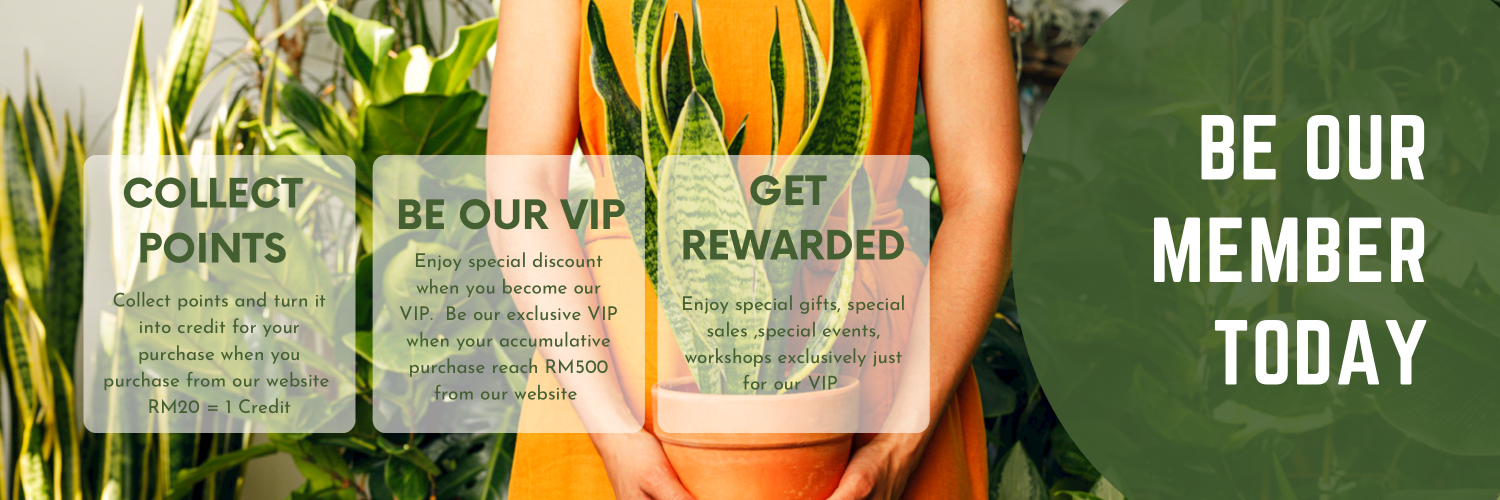 COLLECT
POINTS
Collect points and turn it
into credit for your
purchase when you
purchase from our website
RM20 = 1 Credit
BE OUR VIP
Enjoy special discount
when you become our
VIP.  Be our exclusive VIP
when your accumulative
purchase reach RM500
from our website
GET
REWARDED
Enjoy special gifts, special
sales ,special events,
workshops exclusively just
for our VIP
BE OUR
MEMBER
TODAY